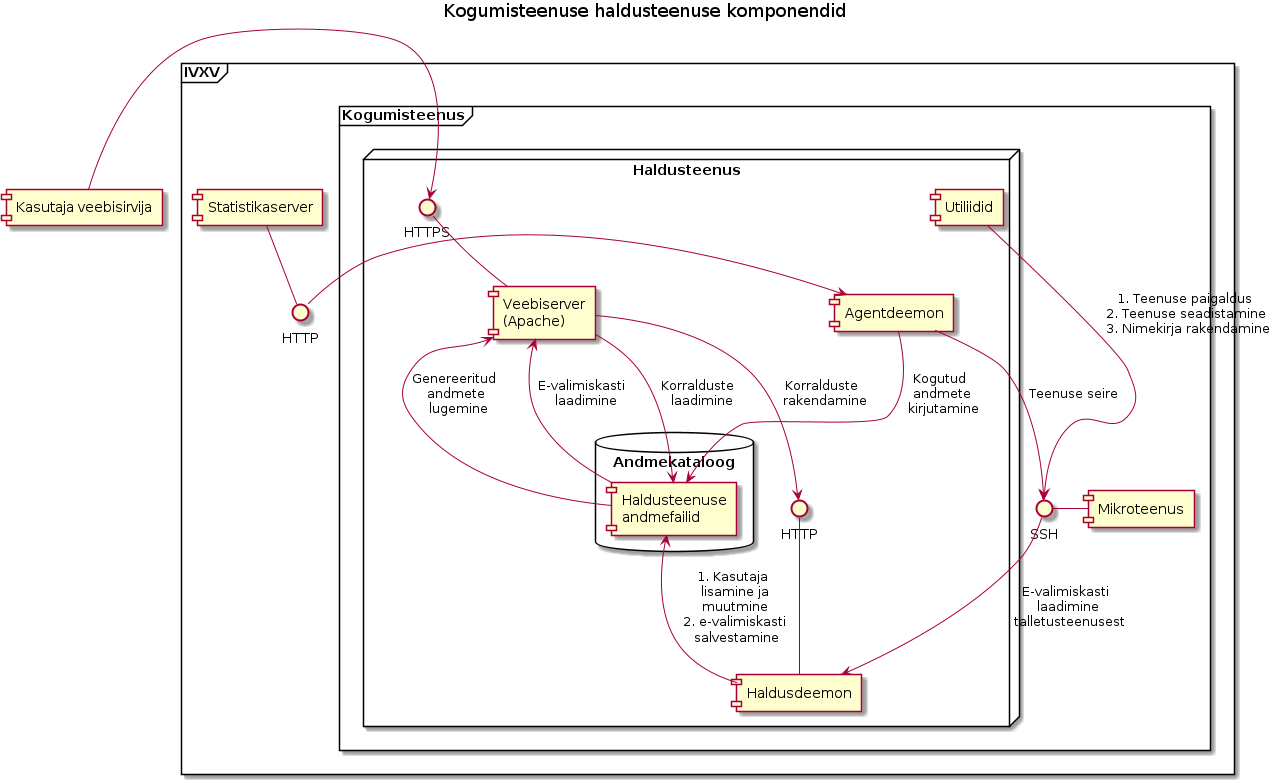 Kogumisteenuse haldusteenuse komponendid
IVXV
Kogumisteenus
Haldusteenus
Kasutaja veebisirvija
Statistikaserver
Utiliidid
HTTPS
Veebiserver
(Apache)
Agentdeemon
HTTP
1. Teenuse paigaldus
2. Teenuse seadistamine
3. Nimekirja rakendamine
Genereeritud
andmete
lugemine
E-valimiskasti
laadimine
Korralduste
laadimine
Korralduste
rakendamine
Kogutud
andmete
kirjutamine
Teenuse seire
Andmekataloog
Haldusteenuse
andmefailid
HTTP
SSH
Mikroteenus
1. Kasutaja
lisamine ja
muutmine
2. e-valimiskasti
salvestamine
E-valimiskasti
laadimine
talletusteenusest
Haldusdeemon